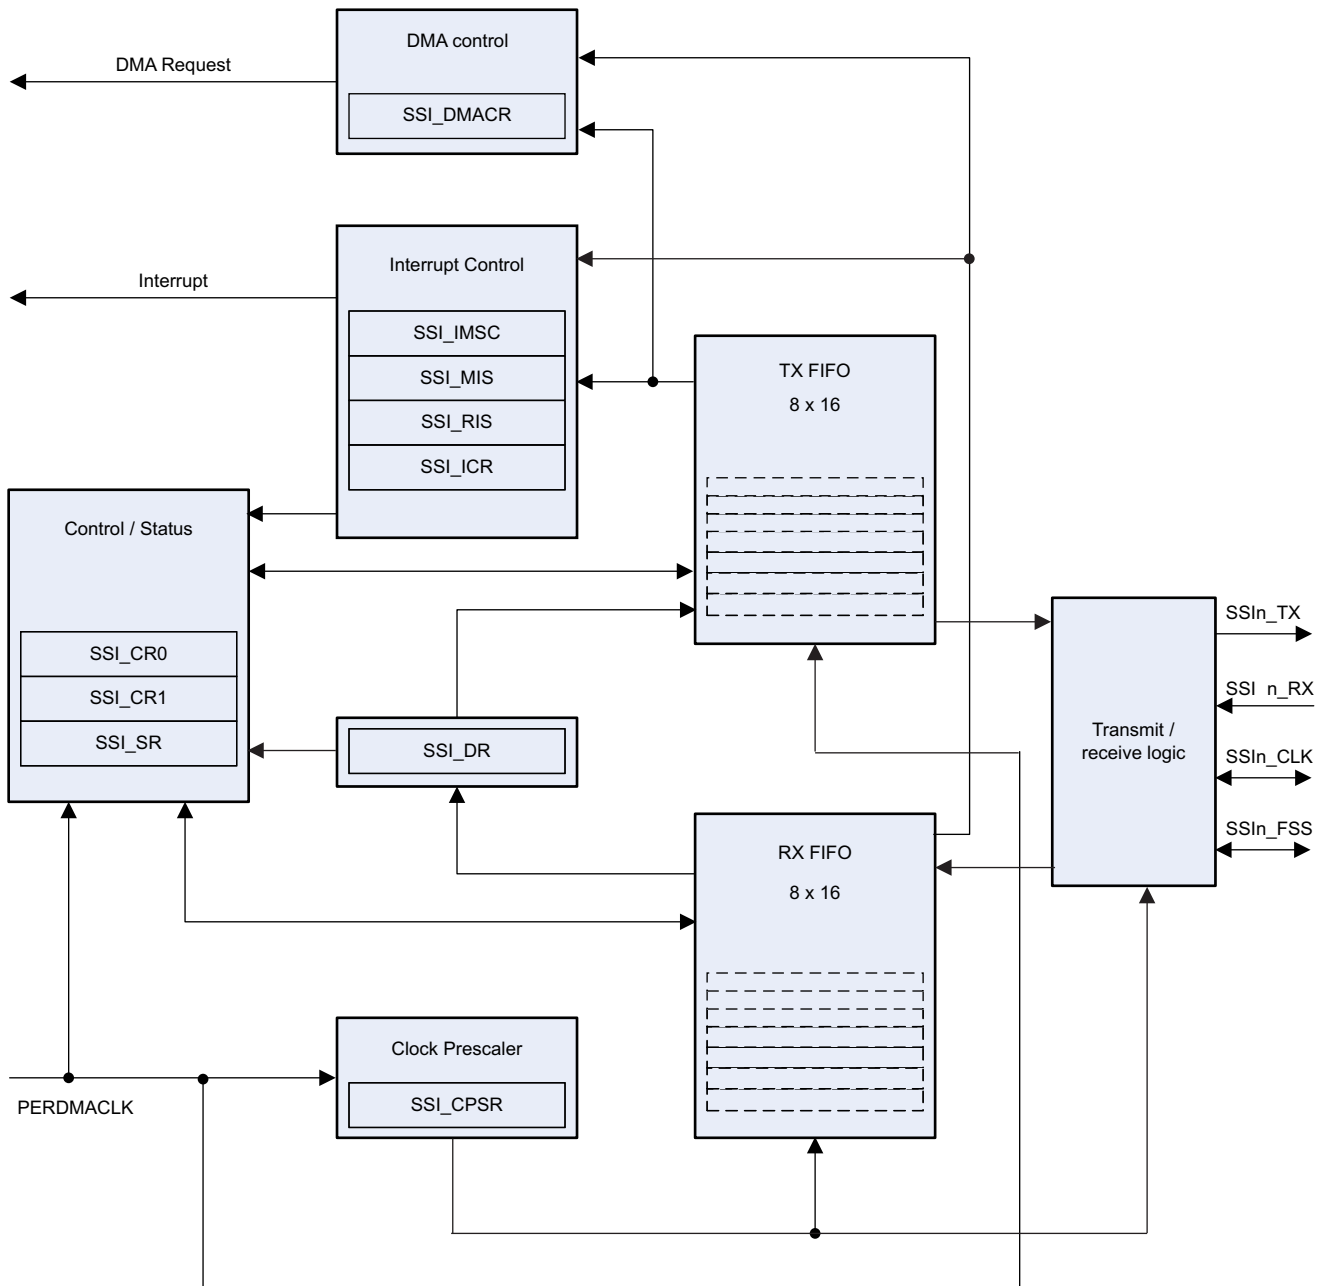 DMA control
DMA Request
SSI_DMACR
Interrupt Control
Interrupt
SSI_IMSC
SSI_MIS
SSI_RIS
SSI_ICR
TX FIFO
8 x 16
Control / Status
SSI_CR0
SSI_CR1
SSI_SR
SSI_DR
Transmit /
receive logic
SSIn_TX
SSI n_RX
SSIn_CLK
SSIn_FSS
RX FIFO
8 x 16
Clock Prescaler
SSI_CPSR
PERDMACLK